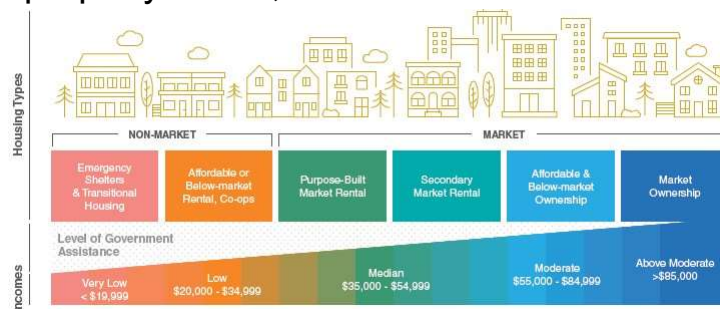 Housing Types
NON-MARKET
MARKET
Emergency
Shelters
& Transitional
Housing
Affordable or
Below-market
Rental, Co-ops
Purpose-Built
Market Rental
Secondary
Market Rental
Affordable &
Below-market
Ownership
Market
Ownership
Level of Government
Assistance
Very Low
< $19,999
Low
$20,000 - $34,999
Median
$35,000 - $54,999
Moderate
$55,000 - $84,999
Above Moderate
>$85,000